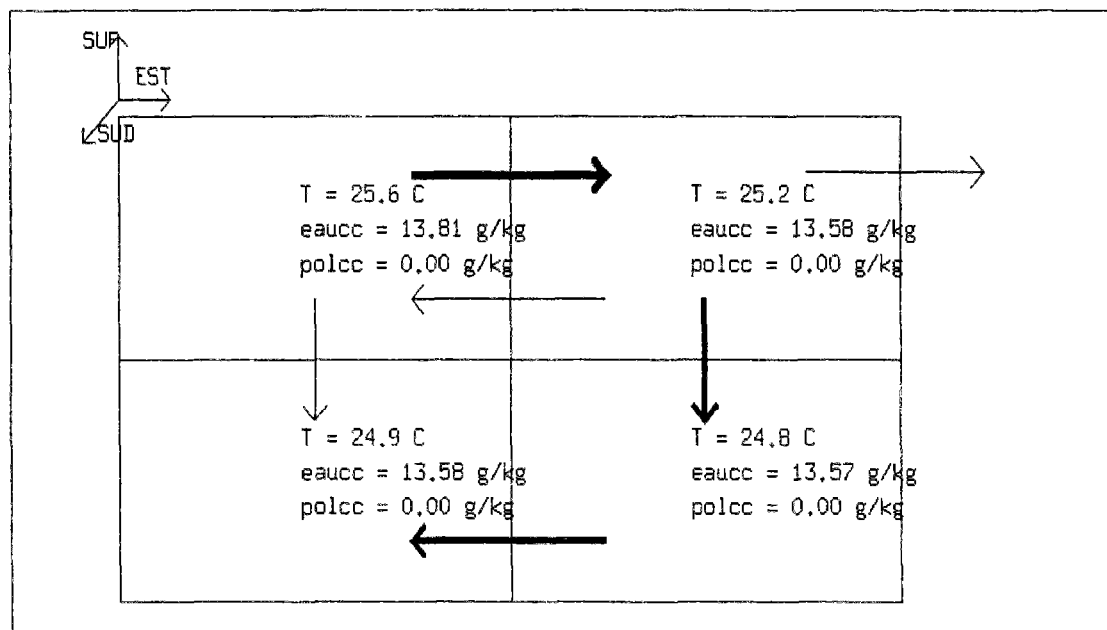 SUP
EST
SUD
T = 25.6 C
eaucc = 13.81 g/kg
polcc = 0.00 g/kg
T = 25.2 C
eaucc = 13.58 g/kg
polcc = 0.00 g/kg
T = 24.9 C
eaucc = 13.58 g/kg
polcc = 0.00 g/kg
T = 24.8 C
eaucc = 13.57 g/kg
polcc = 0.00 g/kg